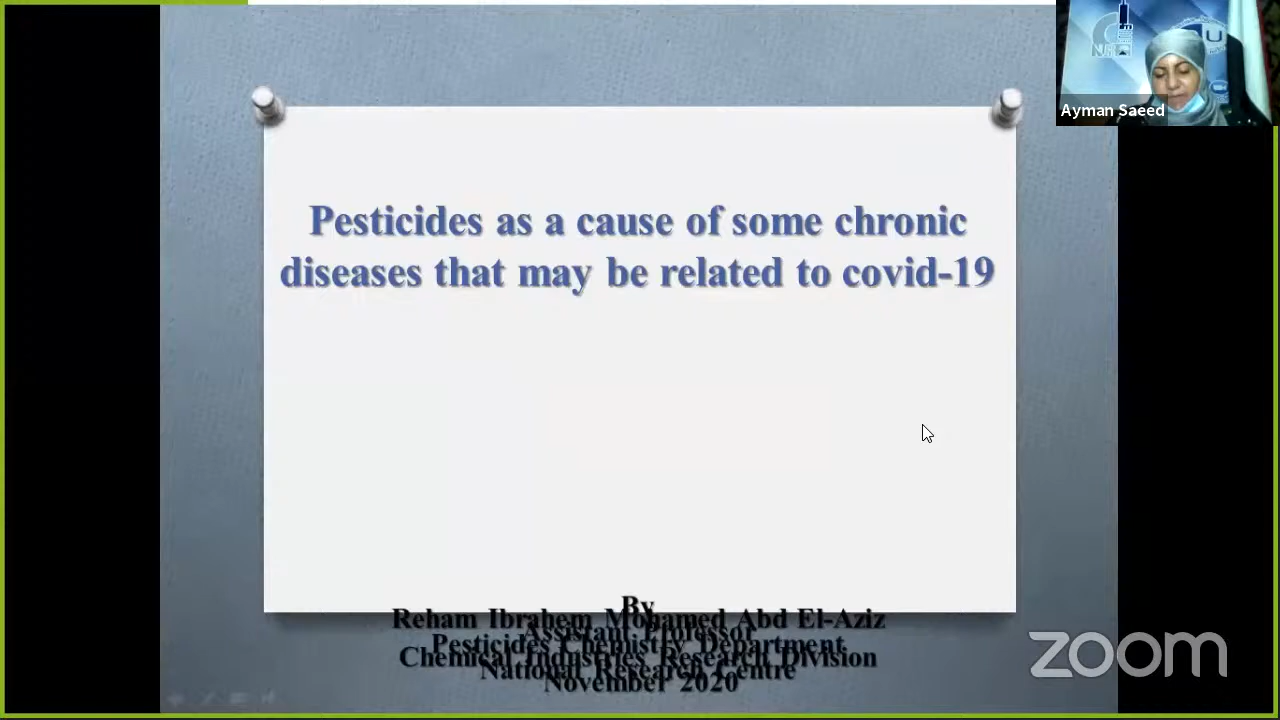 Ayman Saeed
Pesticides as a cause of some chronic
diseases that may be related to covid-19
By
Reham Ibrahem Mohamed Abd El-Aziz
Assistant Professor
Pesticides Chemistry Department
Chemical Industries Research Division
National Research Centre
November 2020
zoom